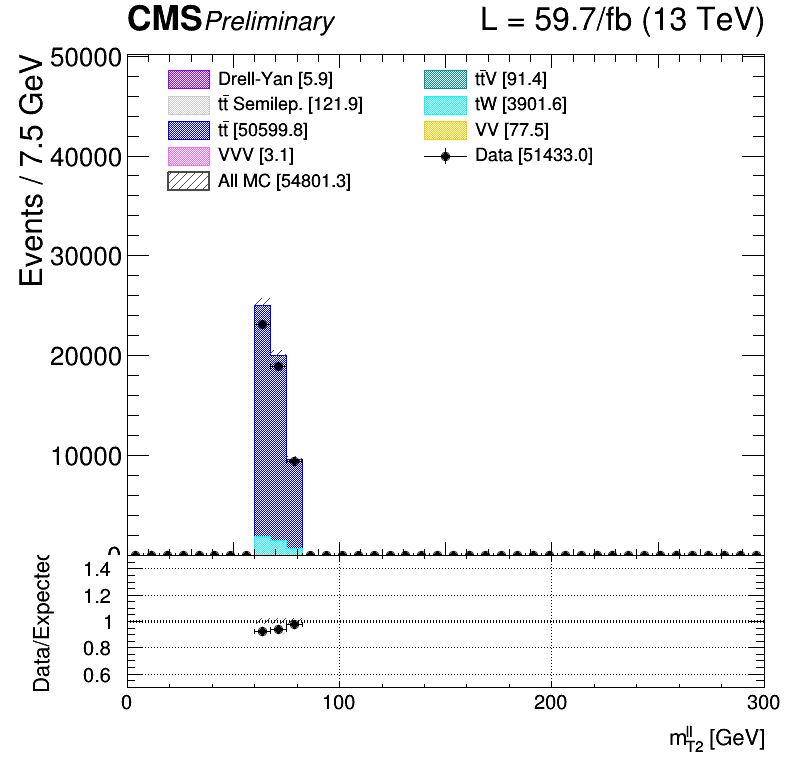 CMS Preliminary L = 59.7/fb (13 TeV)
Events / 7.5 GeV
50000
40000
30000
20000
10000
0
Drell-Yan [5.9]
tt̄ Semilep. [121.9]
tt̄ [50599.8]
VVV [3.1]
All MC [54801.3]
tt̄V [91.4]
tW [3901.6]
VV [77.5]
Data [51433.0]
Data/Expected
1.4
1.2
1
0.8
0.6
0 100 200 300
m_{T2}^{ll} [GeV]